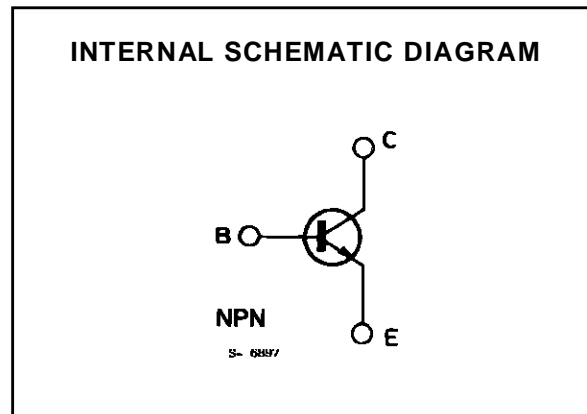 INTERNAL SCHEMATIC DIAGRAM
C
B
NPN
S- 6897
E